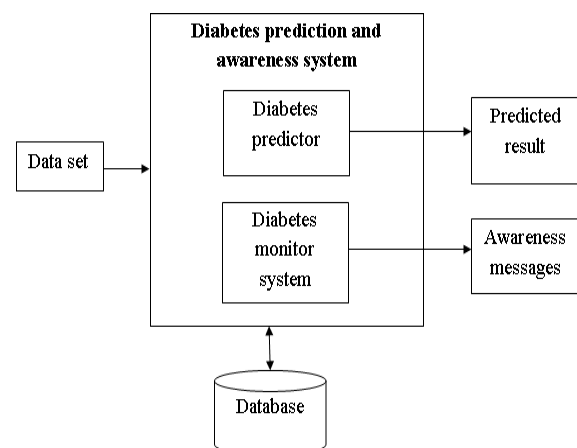 Diabetes prediction and
awareness system
Diabetes
predictor
Predicted
result
Data set
Diabetes
monitor
system
Awareness
messages
Database